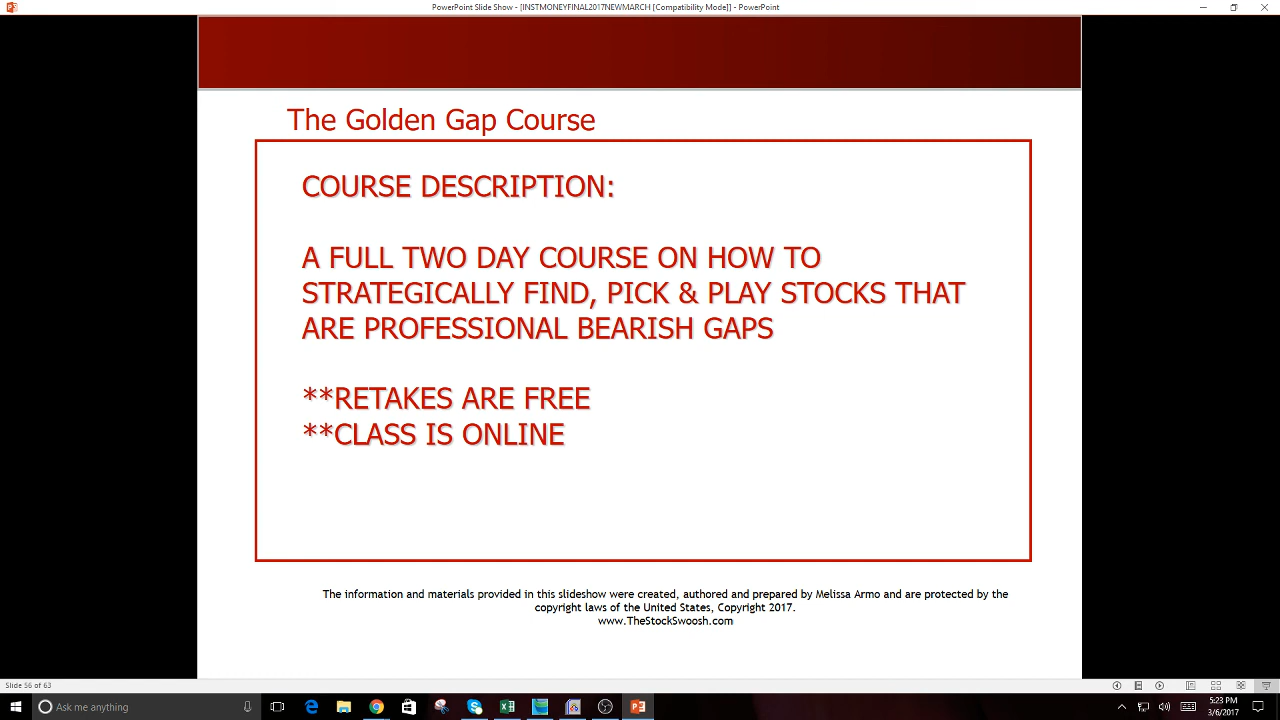 PowerPoint Slide Show - [INSTMONEYFINAL2017NEWMARCH [Compatibility Mode]] - PowerPoint
The Golden Gap Course
COURSE DESCRIPTION:
A FULL TWO DAY COURSE ON HOW TO
STRATEGICALLY FIND, PICK & PLAY STOCKS THAT
ARE PROFESSIONAL BEARISH GAPS
**RETAKES ARE FREE
**CLASS IS ONLINE
The information and materials provided in this slideshow were created, authored and prepared by Melissa Armo and are protected by the
copyright laws of the United States, Copyright 2017.
www.TheStockSwoosh.com
Slide 56 of 63
Ask me anything
5:23 PM
3/6/2017